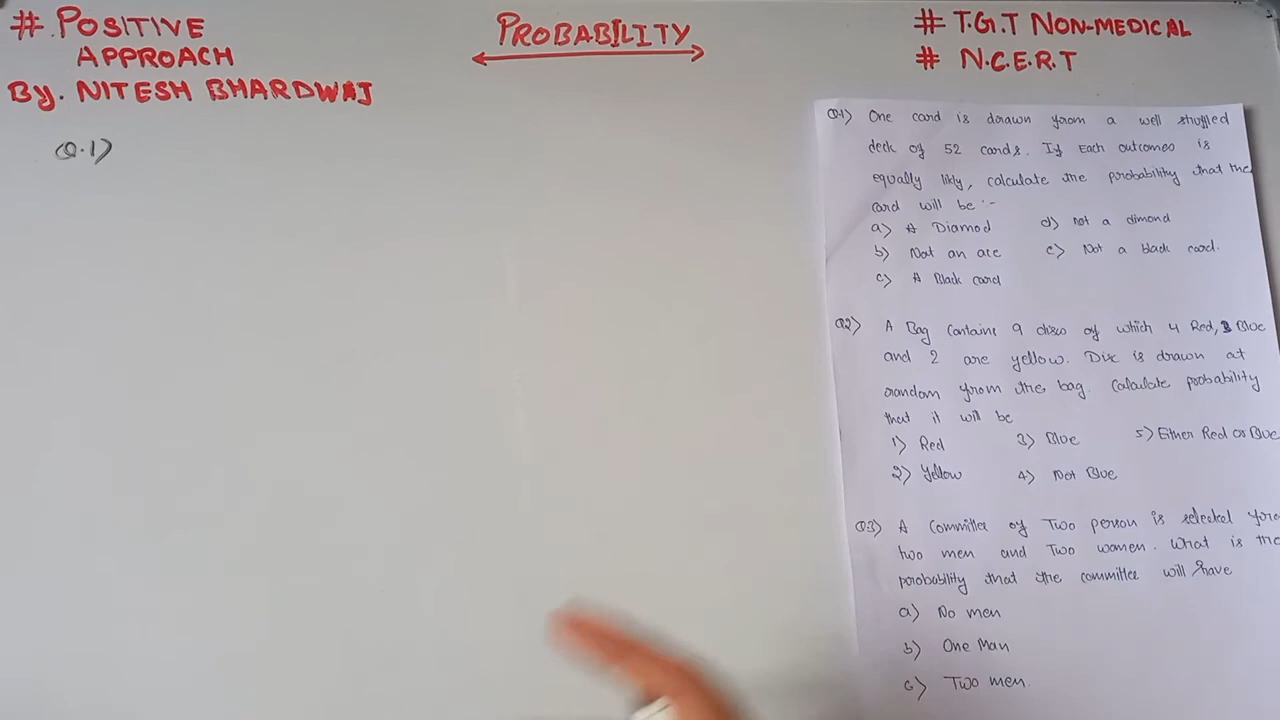 # POSITIVE
APPROACH
By. NITESH BHARDWAJ
PROBABILITY
# T.G.T NON-MEDICAL
# N.C.E.R.T
Q.1)
Q.1) One card is drawn from a well shuffled
deck of 52 cards. If Each outcomes is
equally likly, calculate the probability that the
card will be :-
a) A Diamod
d) not a dimond
b) Not an ace
e) Not a black card.
c) A Black card
Q2) A Bag Contains 9 discs of which 4 Red, 3 Blue
and 2 are yellow. Disc is drawn at
random from the bag. Calculate probability
that it will be
1) Red
3) Blue
5) Either Red or Blue
2) Yellow
4) Not Blue
Q3) A Committee of Two person is selected from
two men and Two women. What is the
probability that the committee will have
a) No men
b) One Man
c) Two men.